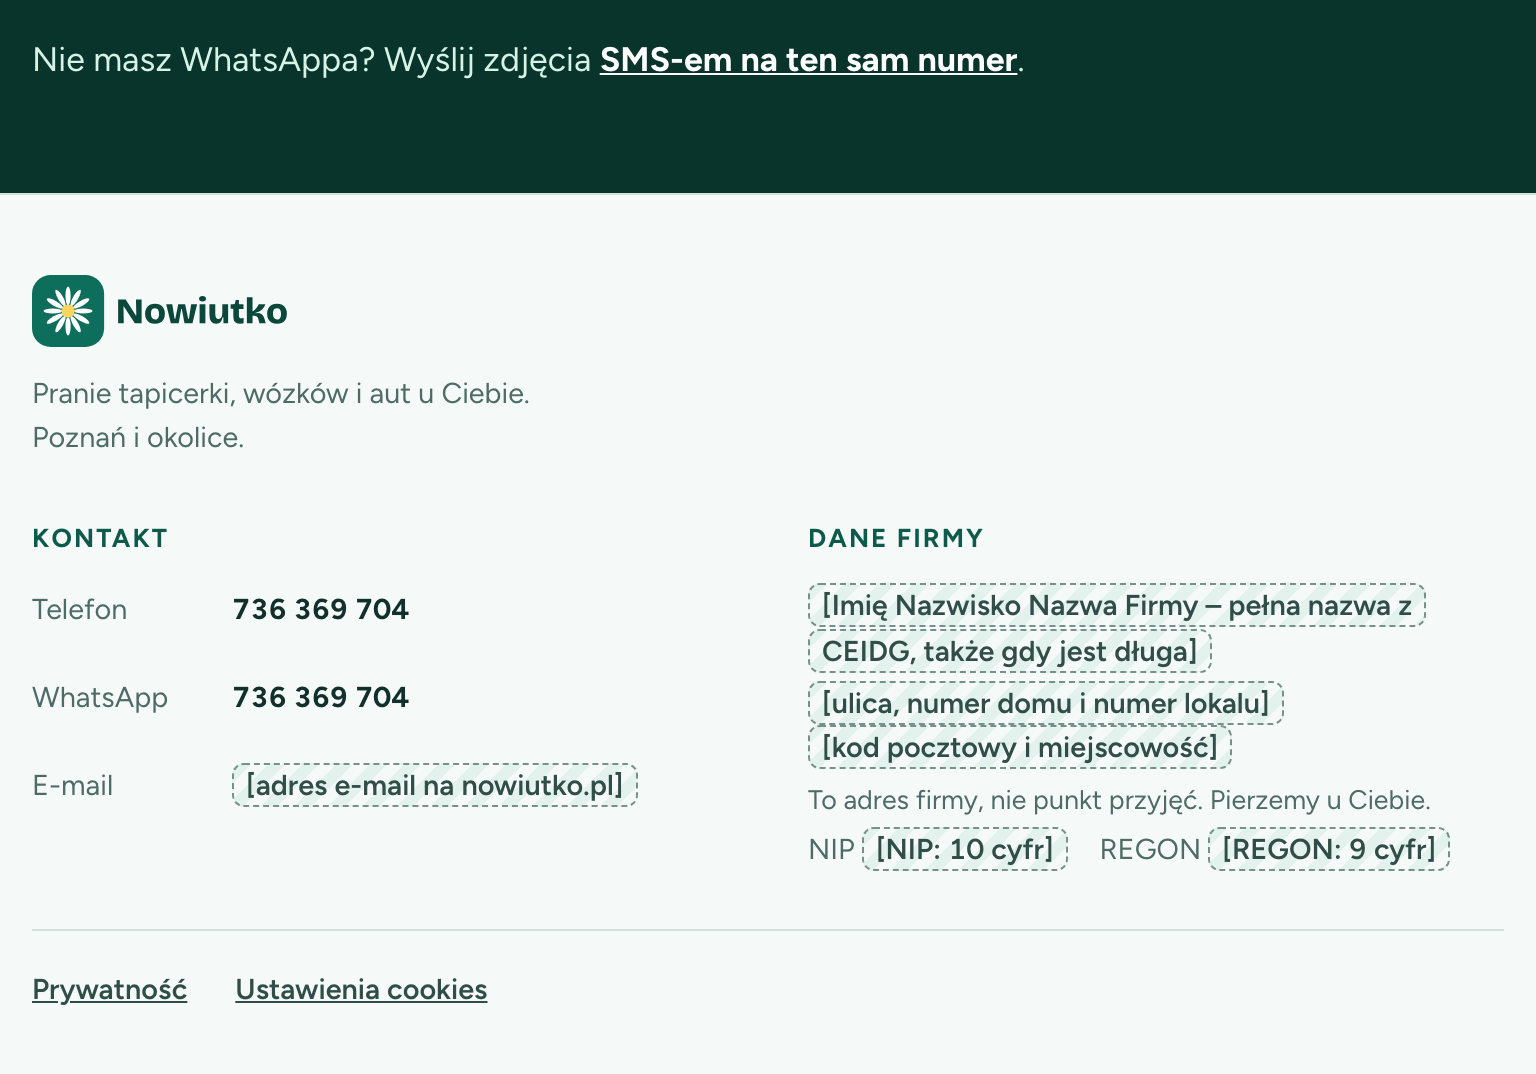 Nie masz WhatsAppa? Wyślij zdjęcia SMS-em na ten sam numer.
Nowiutko
Pranie tapicerki, wózków i aut u Ciebie.
Poznań i okolice.
KONTAKT
Telefon 736 369 704
WhatsApp 736 369 704
E-mail [adres e-mail na nowiutko.pl]
DANE FIRMY
[Imię Nazwisko Nazwa Firmy – pełna nazwa z
CEIDG, także gdy jest długa]
[ulica, numer domu i numer lokalu]
[kod pocztowy i miejscowość]
To adres firmy, nie punkt przyjęć. Pierzemy u Ciebie.
NIP [NIP: 10 cyfr] REGON [REGON: 9 cyfr]
Prywatność Ustawienia cookies